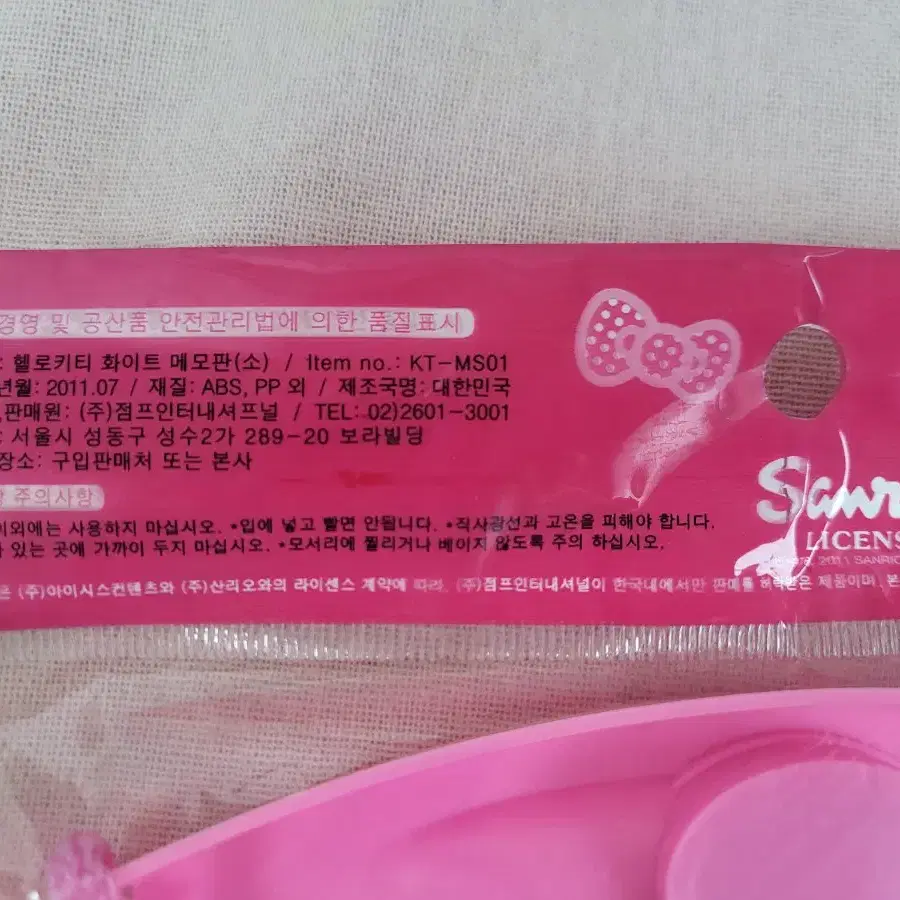 경영 및 공산품 안전관리법에 의한 품질표시
: 헬로키티 화이트 메모판(소) / Item no.: KT-MS01
년월: 2011.07 / 재질: ABS, PP 외 / 제조국명: 대한민국
,판매원: (주)점프인터내셔프널 / TEL:02)2601-3001
: 서울시 성동구 성수2가 289-20 보라빌딩
장소: 구입판매처 또는 본사
주의사항
이외에는 사용하지 마십시오. •입에 넣고 빨면 안됩니다. •직사광선과 고온을 피해야 합니다.
가 있는 곳에 가까이 두지 마십시오. •모서리에 찔리거나 베이지 않도록 주의 하십시오.
은 (주)아이시스컨텐츠와 (주)산리오와의 라이센스 계약에 따라, (주)점프인터내셔널이 한국내에서만 판매를 허락받은 제품이며, 본
Sanr
LICENS
2011 SANRIO